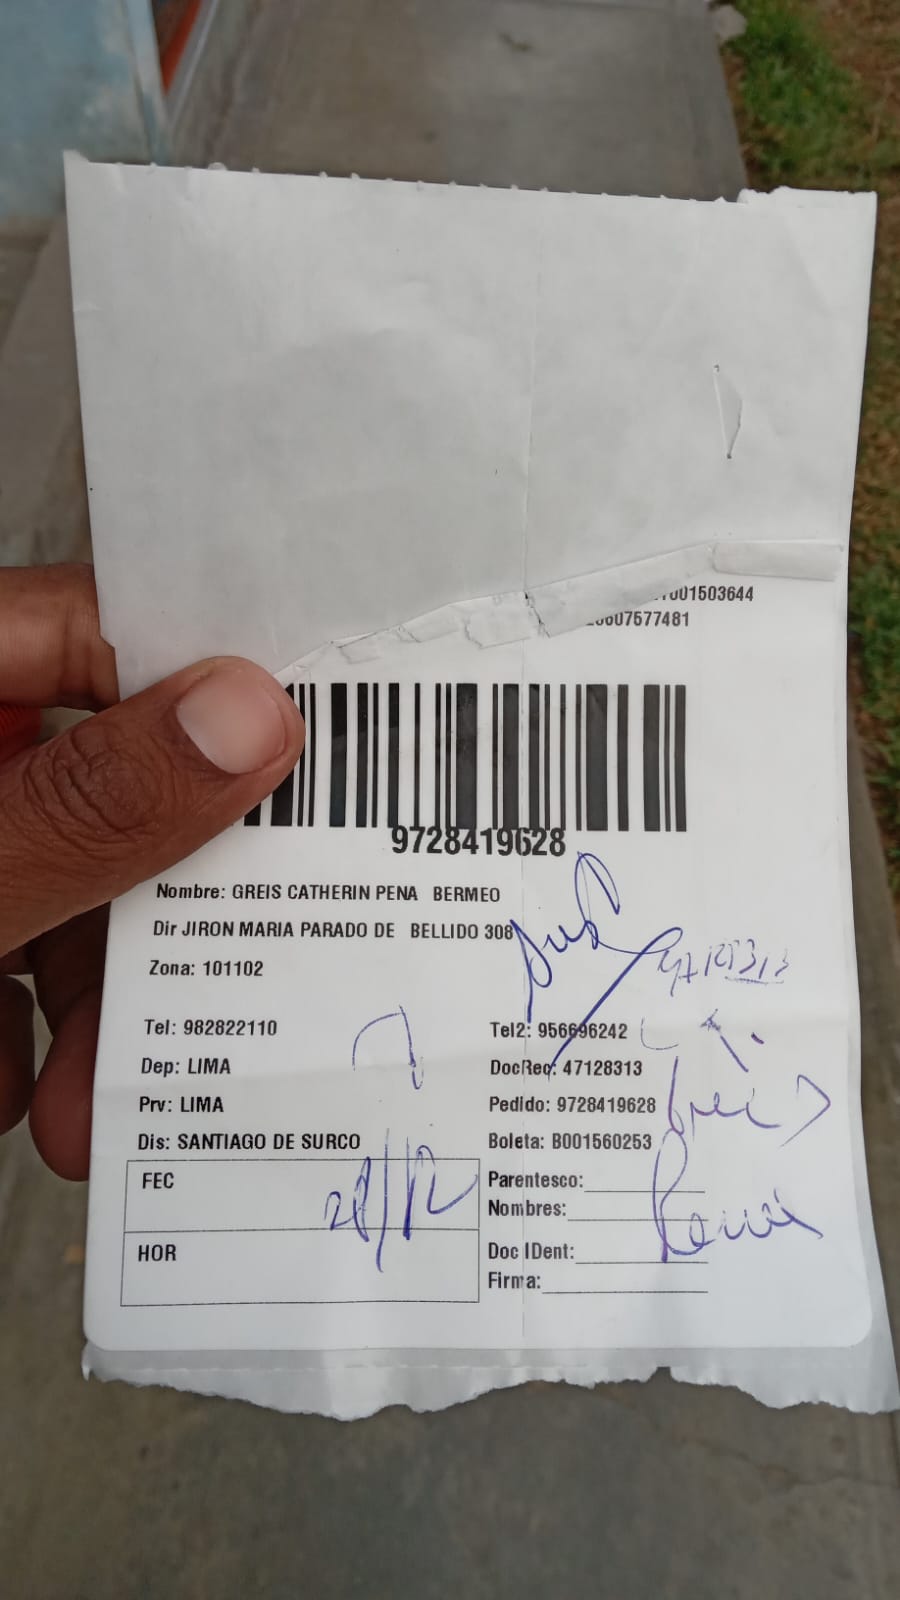 001503644
0607577481
9728419628
Nombre: GREIS CATHERIN PENA BERMEO
Dir JIRON MARIA PARADO DE BELLIDO 308
Zona: 101102
Tel: 982822110 Tel2: 956696242
Dep: LIMA DocReq: 47128313
Prv: LIMA Pedido: 9728419628
Dis: SANTIAGO DE SURCO Boleta: B001560253
FEC 28/12 Parentesco:
Nombres:
HOR Doc IDent:
Firma: